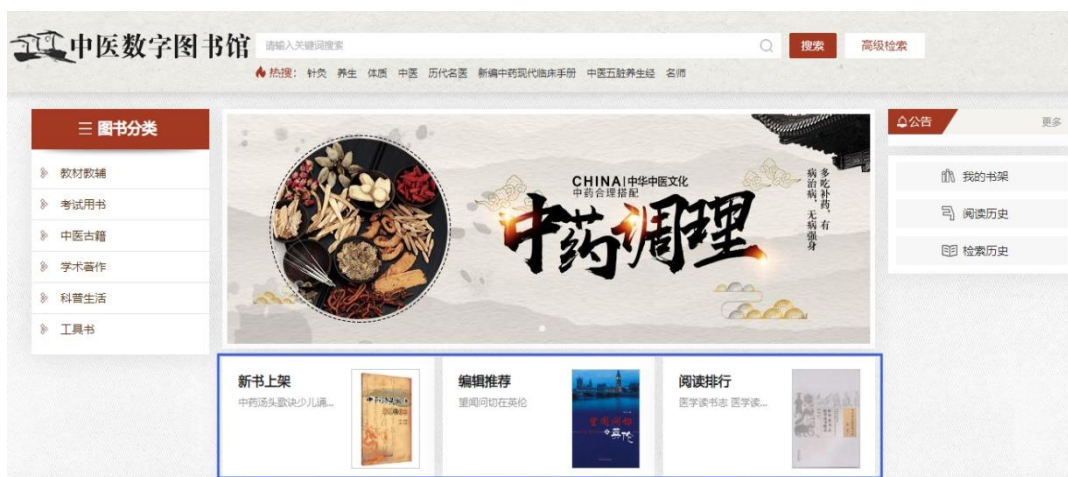 中医数字图书馆
请输入关键词搜索
搜索
高级检索
热搜： 针灸 养生 体质 中医 历代名医 新编中药现代临床手册 中医五脏养生经 名师
图书分类
教材教辅
考试用书
中医古籍
学术著作
科普生活
工具书
CHINA|中华中医文化
中药合理搭配
中药调理
多吃补药，有
病治病，无病强身
公告
更多
我的书架
阅读历史
检索历史
新书上架
中药汤头歌诀少儿诵...
编辑推荐
望闻问切在英伦
望闻问切
在英伦
阅读排行
医学读书志 医学读...